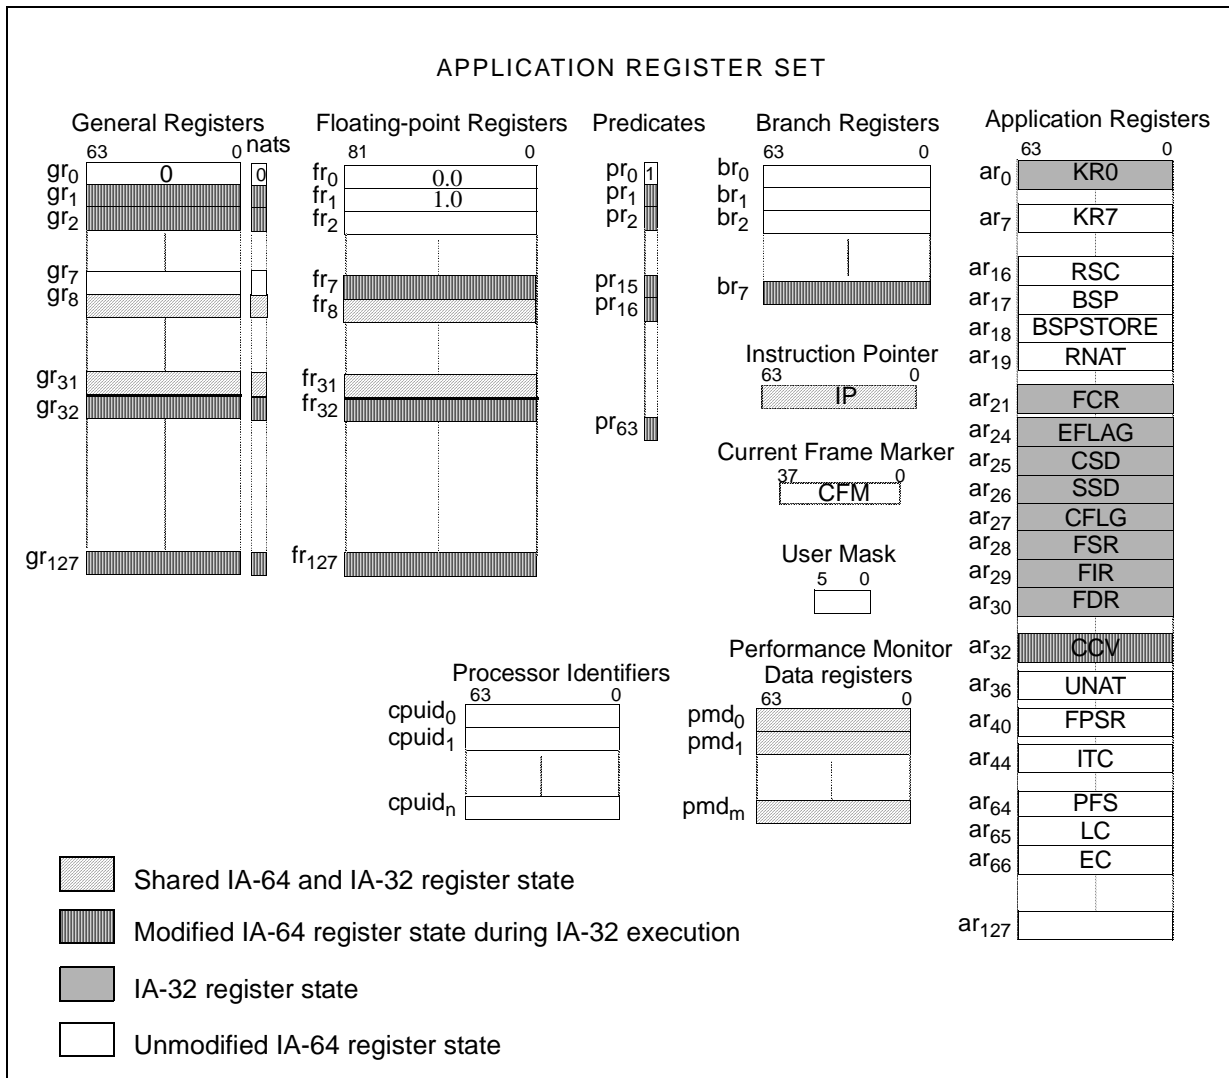 APPLICATION REGISTER SET
General Registers
63 0 nats
gr0 0 0
gr1
gr2
gr7
gr8
gr31
gr32
gr127
Floating-point Registers
81 0
fr0 0.0
fr1 1.0
fr2
fr7
fr8
fr31
fr32
fr127
Predicates
pr0 1
pr1
pr2
pr15
pr16
pr63
Branch Registers
63 0
br0
br1
br2
br7
Instruction Pointer
63 0
IP
Current Frame Marker
37 0
CFM
User Mask
5 0
Processor Identifiers
63 0
cpuid0
cpuid1
cpuidn
Performance Monitor
Data registers
63 0
pmd0
pmd1
pmdm
Application Registers
63 0
ar0 KR0
ar7 KR7
ar16 RSC
ar17 BSP
ar18 BSPSTORE
ar19 RNAT
ar21 FCR
ar24 EFLAG
ar25 CSD
ar26 SSD
ar27 CFLG
ar28 FSR
ar29 FIR
ar30 FDR
ar32 CCV
ar36 UNAT
ar40 FPSR
ar44 ITC
ar64 PFS
ar65 LC
ar66 EC
ar127
Shared IA-64 and IA-32 register state
Modified IA-64 register state during IA-32 execution
IA-32 register state
Unmodified IA-64 register state